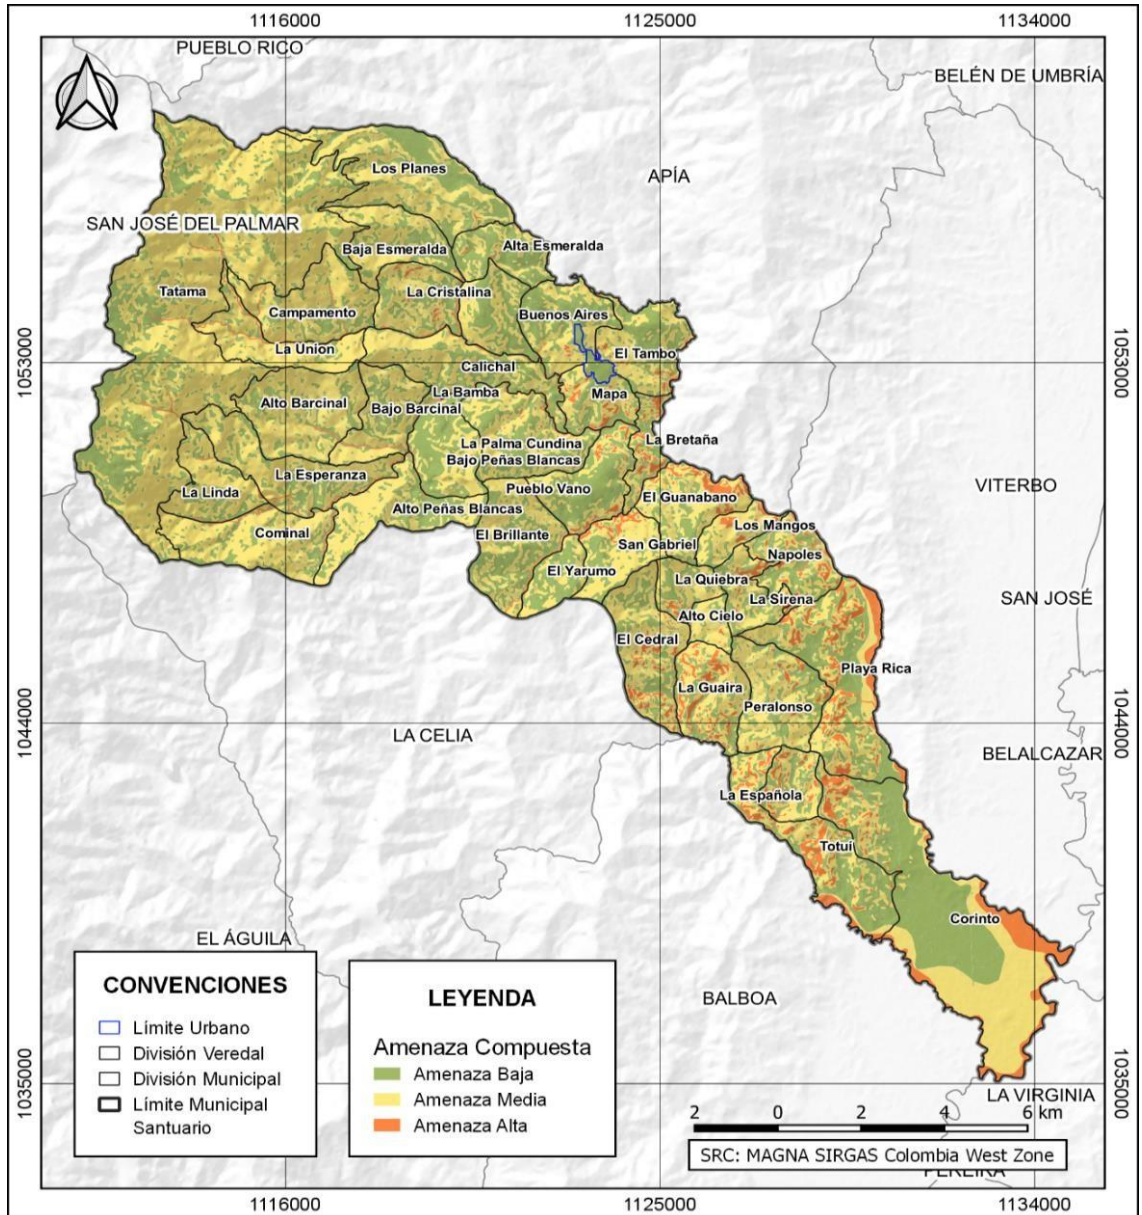 1116000
1125000
1134000
PUEBLO RICO
BELÉN DE UMBRÍA
Los Planes
APÍA
SAN JOSÉ DEL PALMAR
Baja Esmeralda
Alta Esmeralda
Tatama
La Cristalina
Campamento
Buenos Aires
1053000
La Union
El Tambo
1053000
Calichal
La Bamba
Mapa
Alto Barcinal
Bajo Barcinal
La Palma Cundina
La Bretaña
Bajo Peñas Blancas
La Esperanza
La Linda
Pueblo Vano
El Guanabano
VITERBO
Alto Peñas Blancas
Cominal
El Brillante
Los Mangos
San Gabriel
Napoles
El Yarumo
La Quiebra
La Sirena
SAN JOSÉ
Alto Cielo
El Cedral
Playa Rica
La Guaira
Peralonso
1044000
LA CELIA
1044000
BELALCAZAR
La Española
Totui
Corinto
EL ÁGUILA
BALBOA
CONVENCIONES
Límite Urbano
División Veredal
División Municipal
Límite Municipal
Santuario
LEYENDA
Amenaza Compuesta
Amenaza Baja
Amenaza Media
Amenaza Alta
1035000
1035000
LA VIRGINIA
2 0 2 4 6 km
SRC: MAGNA SIRGAS Colombia West Zone
PEREIRA
1116000
1125000
1134000